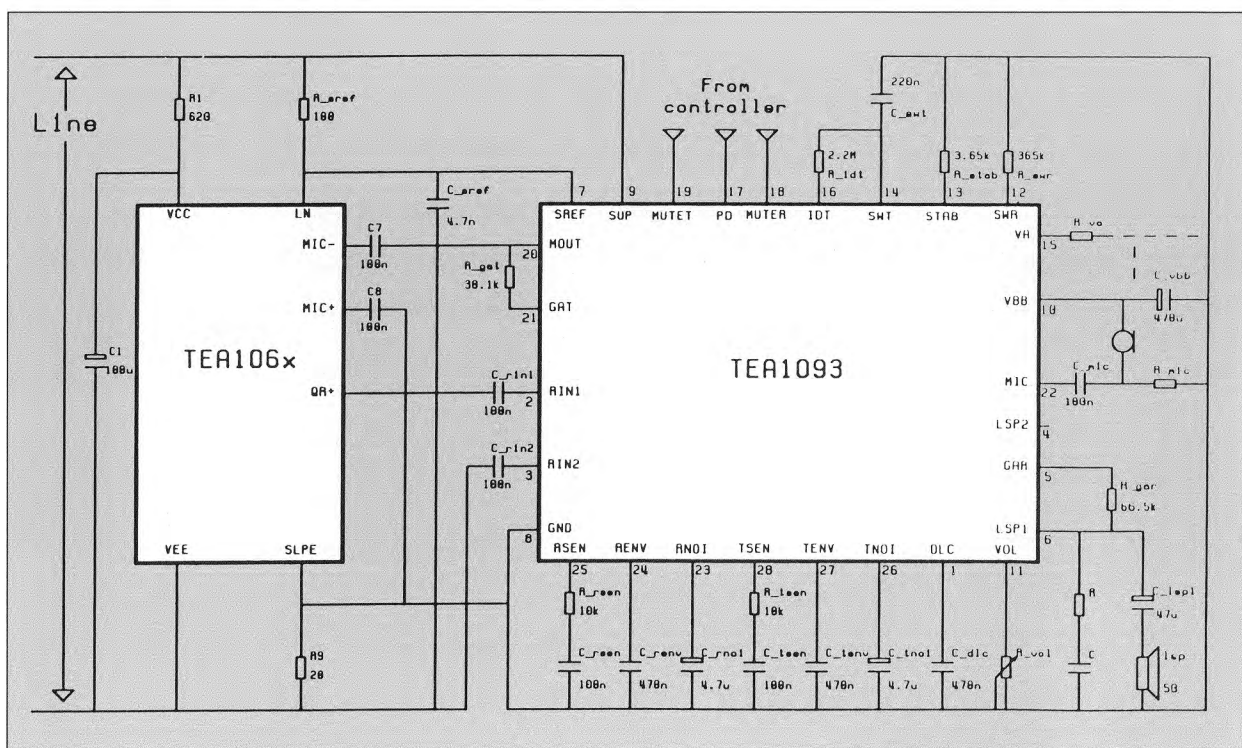 Line
R1
620
R_sref
100
From
controller
220n
C_swt
2.2M
R_idt
3.65k
R_stab
365k
R_swr
C_sref
4.7n
7
9
19
17
18
16
14
13
12
VCC
LN
SREF
SUP
MUTET
PD
MUTER
IDT
SWT
STAB
SWR
MIC-
C7
100n
MOUT
20
VA
15
R_va
R_gat
30.1k
MIC+
C8
100n
GAT
21
VBB
10
C_vbb
470u
TEA106x
TEA1093
C1
100u
QR+
C_rin1
100n
RIN1
2
MIC
22
C_mic
100n
R_mic
LSP2
4
C_rin2
100n
RIN2
3
GAR
5
R_gar
66.5k
GND
8
LSP1
6
VEE
SLPE
RSEN
RENV
RNOI
TSEN
TENV
TNOI
DLC
VOL
25
24
23
28
27
26
1
11
R_rsen
10k
R_tsen
10k
R
C_lsp1
47u
R9
20
C_rsen
100n
C_renv
470n
C_rnoi
4.7u
C_tsen
100n
C_tenv
470n
C_tnoi
4.7u
C_dlc
470n
R_vol
C
lsp
50